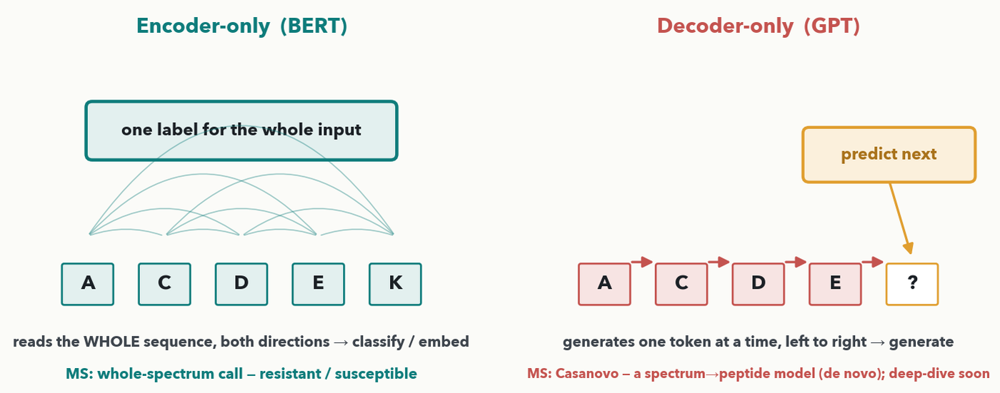 Encoder-only (BERT)
one label for the whole input
A C D E K
reads the WHOLE sequence, both directions → classify / embed
MS: whole-spectrum call – resistant / susceptible
Decoder-only (GPT)
predict next
A C D E ?
generates one token at a time, left to right → generate
MS: Casanovo – a spectrum→peptide model (de novo); deep-dive soon